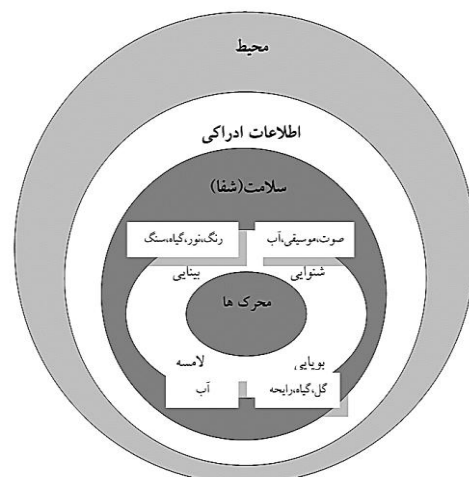 محیط
اطلاعات ادراکی
سلامت(شفا)
صوت،موسیقی،آب
رنگ،نور،گیاه،سنگ
شنوایی
بینایی
محرک ها
بویایی
لامسه
گل،گیاه،رایحه
آب